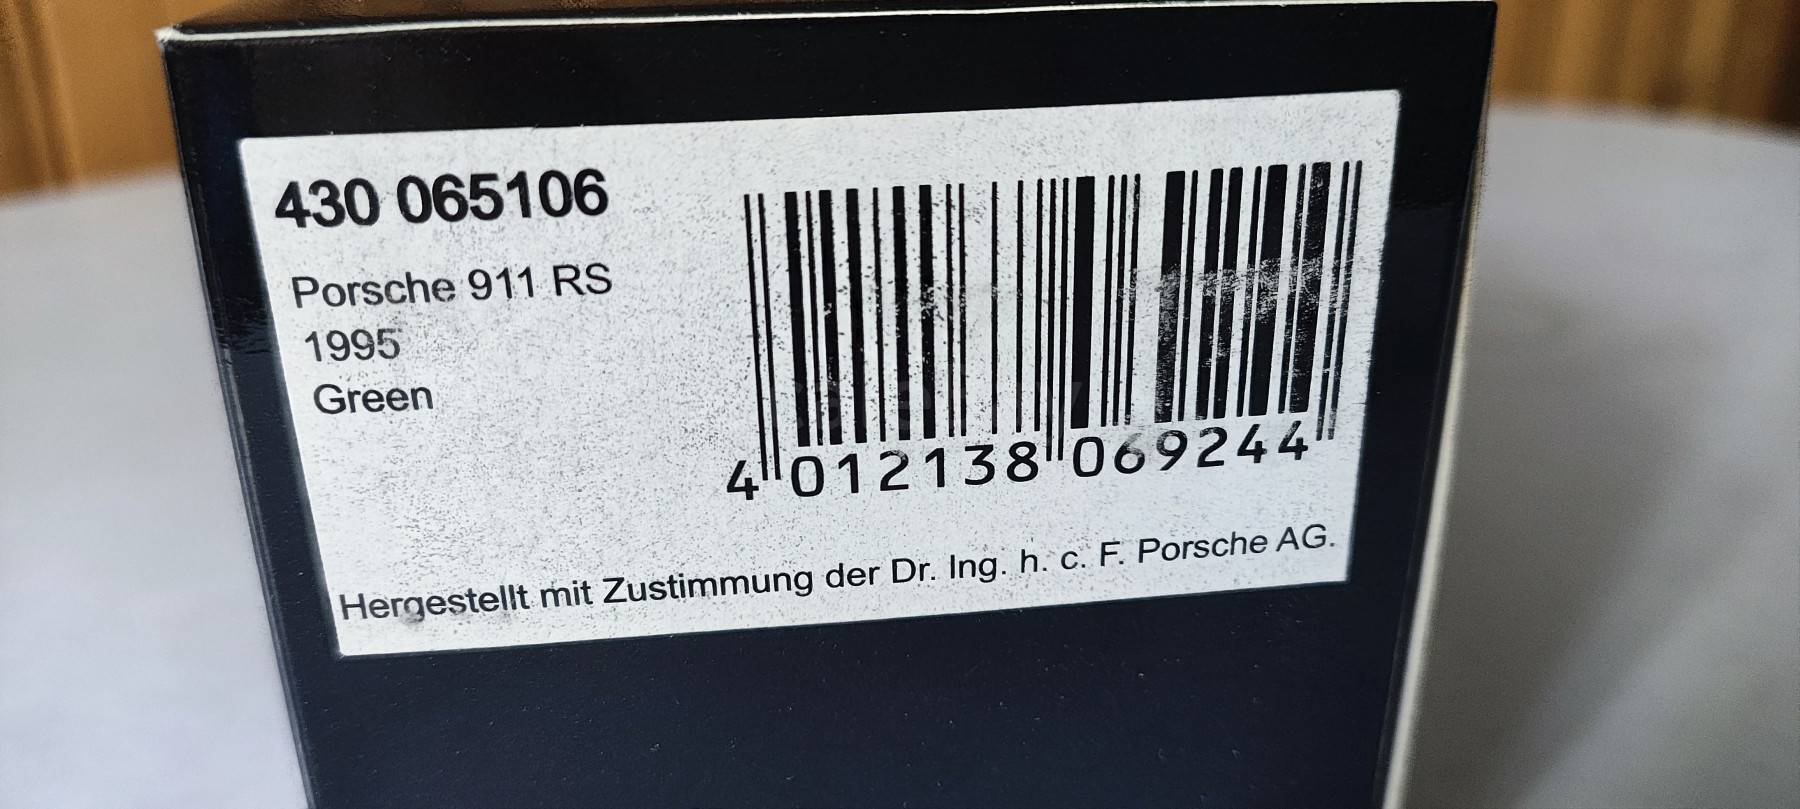 430 065106
Porsche 911 RS
1995
Green
4 012138 069244
Hergestellt mit Zustimmung der Dr. Ing. h. c. F. Porsche AG.